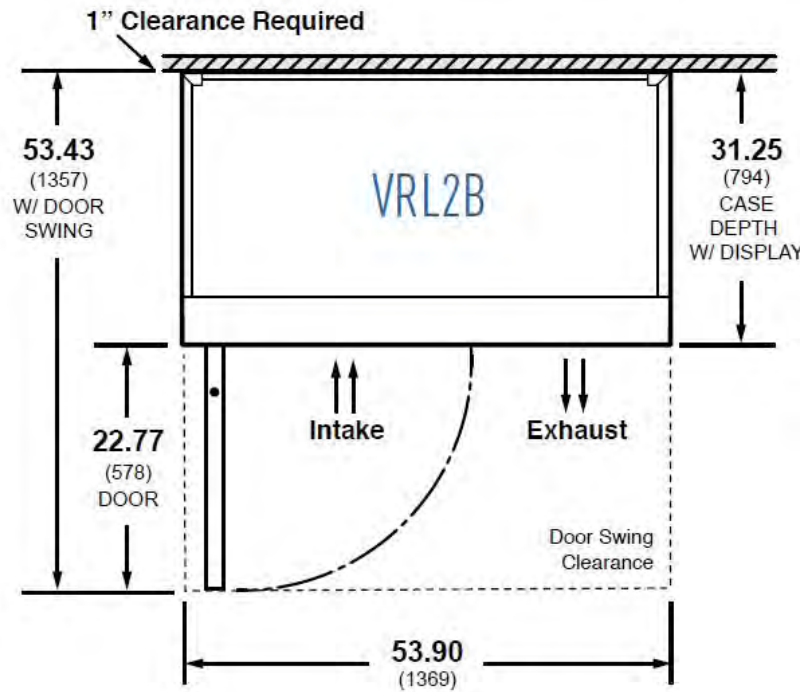 1” Clearance Required
53.43
(1357)
W/ DOOR
SWING
31.25
(794)
CASE
DEPTH
W/ DISPLAY
VRL2B
22.77
(578)
DOOR
Intake
Exhaust
Door Swing
Clearance
53.90
(1369)